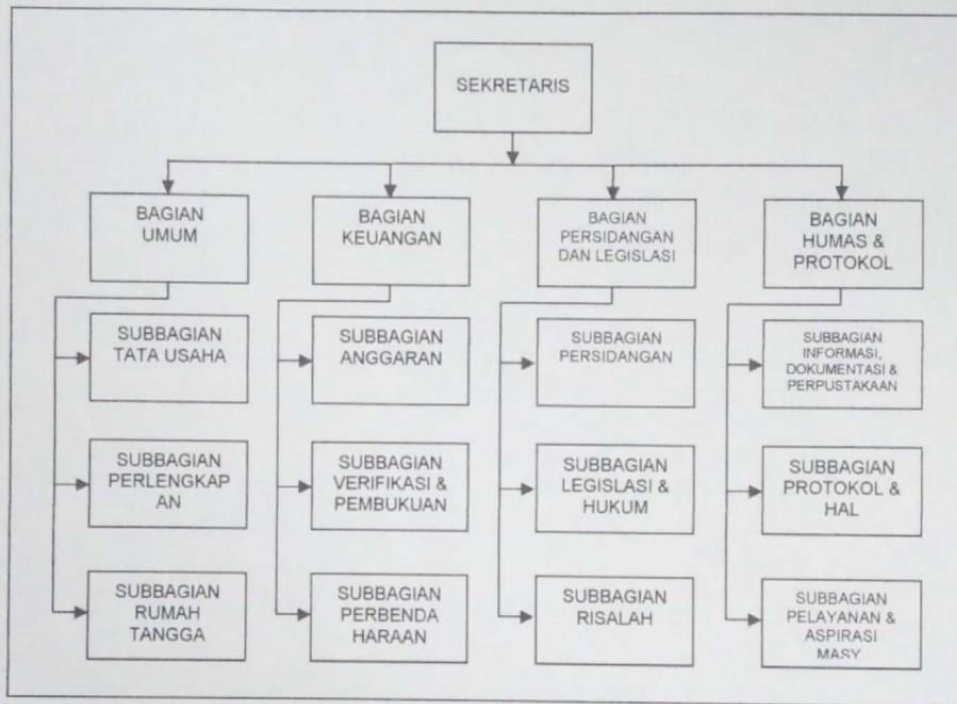 SEKRETARIS
BAGIAN
UMUM
BAGIAN
KEUANGAN
BAGIAN
PERSIDANGAN
DAN LEGISLASI
BAGIAN
HUMAS &
PROTOKOL
SUBBAGIAN
TATA USAHA
SUBBAGIAN
ANGGARAN
SUBBAGIAN
PERSIDANGAN
SUBBAGIAN
INFORMASI,
DOKUMENTASI &
PERPUSTAKAAN
SUBBAGIAN
PERLENGKAP
AN
SUBBAGIAN
VERIFIKASI &
PEMBUKUAN
SUBBAGIAN
LEGISLASI &
HUKUM
SUBBAGIAN
PROTOKOL &
HAL
SUBBAGIAN
RUMAH
TANGGA
SUBBAGIAN
PERBENDA
HARAAN
SUBBAGIAN
RISALAH
SUBBAGIAN
PELAYANAN &
ASPIRASI
MASY